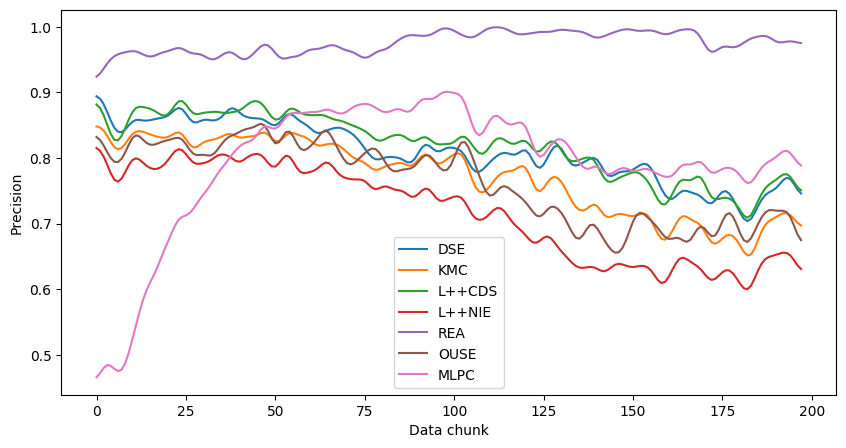 1.0
0.9
0.8
0.7
0.6
0.5
Precision
DSE
KMC
L++CDS
L++NIE
REA
OUSE
MLPC
0 25 50 75 100 125 150 175 200
Data chunk